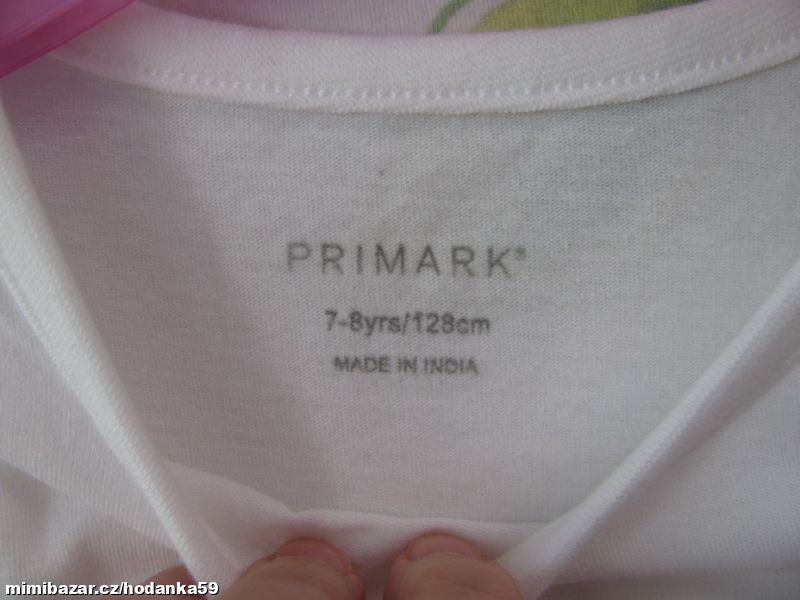 PRIMARK®
7-8yrs/128cm
MADE IN INDIA
mimibazar.cz/hodanka59